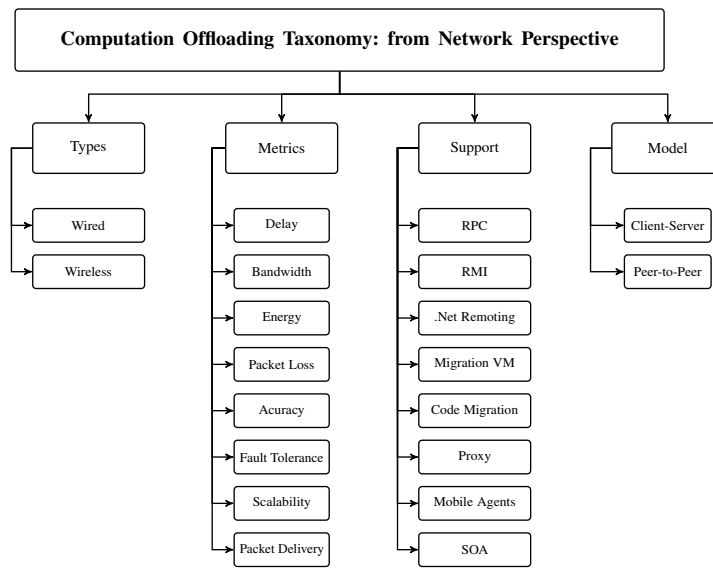 Computation Offloading Taxonomy: from Network Perspective
Types
Metrics
Support
Model
Wired
Wireless
Delay
Bandwidth
Energy
Packet Loss
Acuracy
Fault Tolerance
Scalability
Packet Delivery
RPC
RMI
.Net Remoting
Migration VM
Code Migration
Proxy
Mobile Agents
SOA
Client-Server
Peer-to-Peer